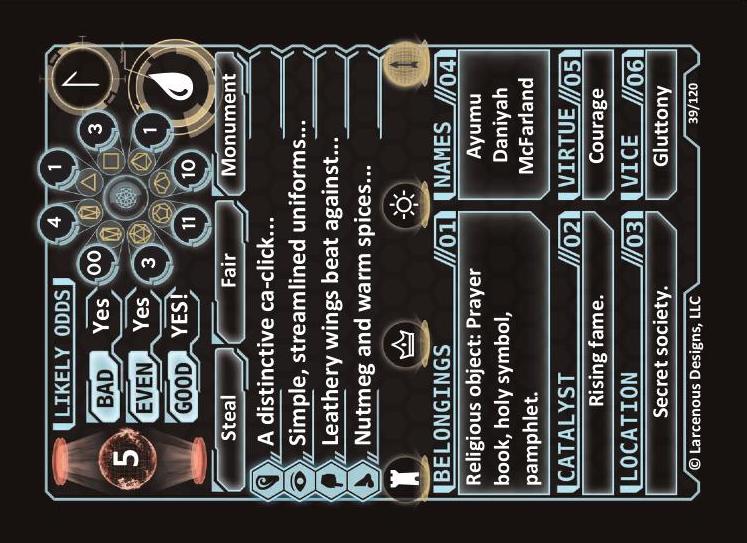 5
LIKELY ODDS
BAD Yes
EVEN Yes
GOOD YES!
4
1
3
1
10
11
3
00
Steal Fair Monument
A distinctive ca-click...
Simple, streamlined uniforms...
Leathery wings beat against...
Nutmeg and warm spices...
BELONGINGS //01
Religious object: Prayer
book, holy symbol,
pamphlet.
NAMES //04
Ayumu
Daniyah
McFarland
CATALYST //02
Rising fame.
VIRTUE //05
Courage
LOCATION //03
Secret society.
VICE //06
Gluttony
© Larcenous Designs, LLC
39/120